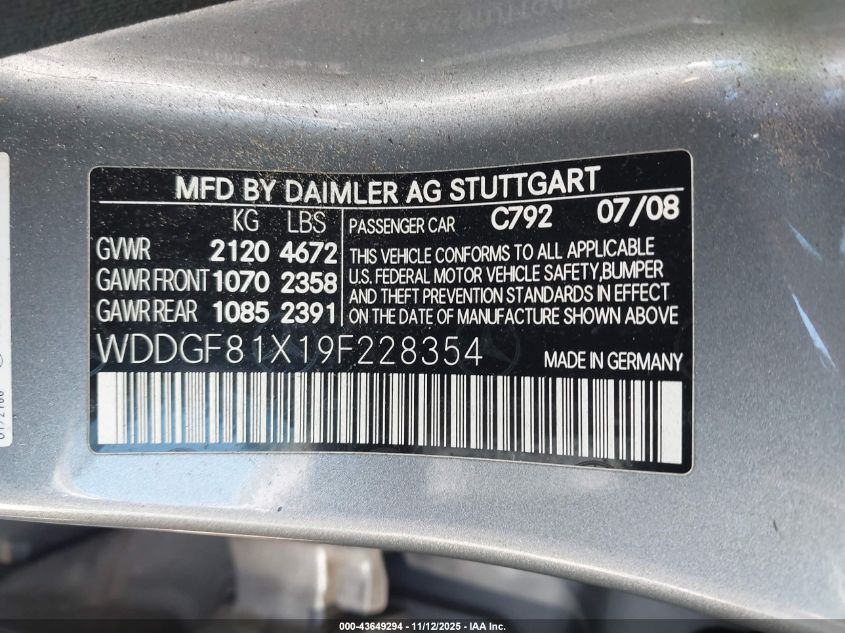 MFD BY DAIMLER AG STUTTGART
KG LBS
GVWR 2120 4672
GAWR FRONT 1070 2358
GAWR REAR 1085 2391
PASSENGER CAR C792 07/08
THIS VEHICLE CONFORMS TO ALL APPLICABLE
U.S. FEDERAL MOTOR VEHICLE SAFETY,BUMPER
AND THEFT PREVENTION STANDARDS IN EFFECT
ON THE DATE OF MANUFACTURE SHOWN ABOVE
WDDGF81X19F228354 MADE IN GERMANY
000-43649294 - 11/12/2025 - IAA Inc.